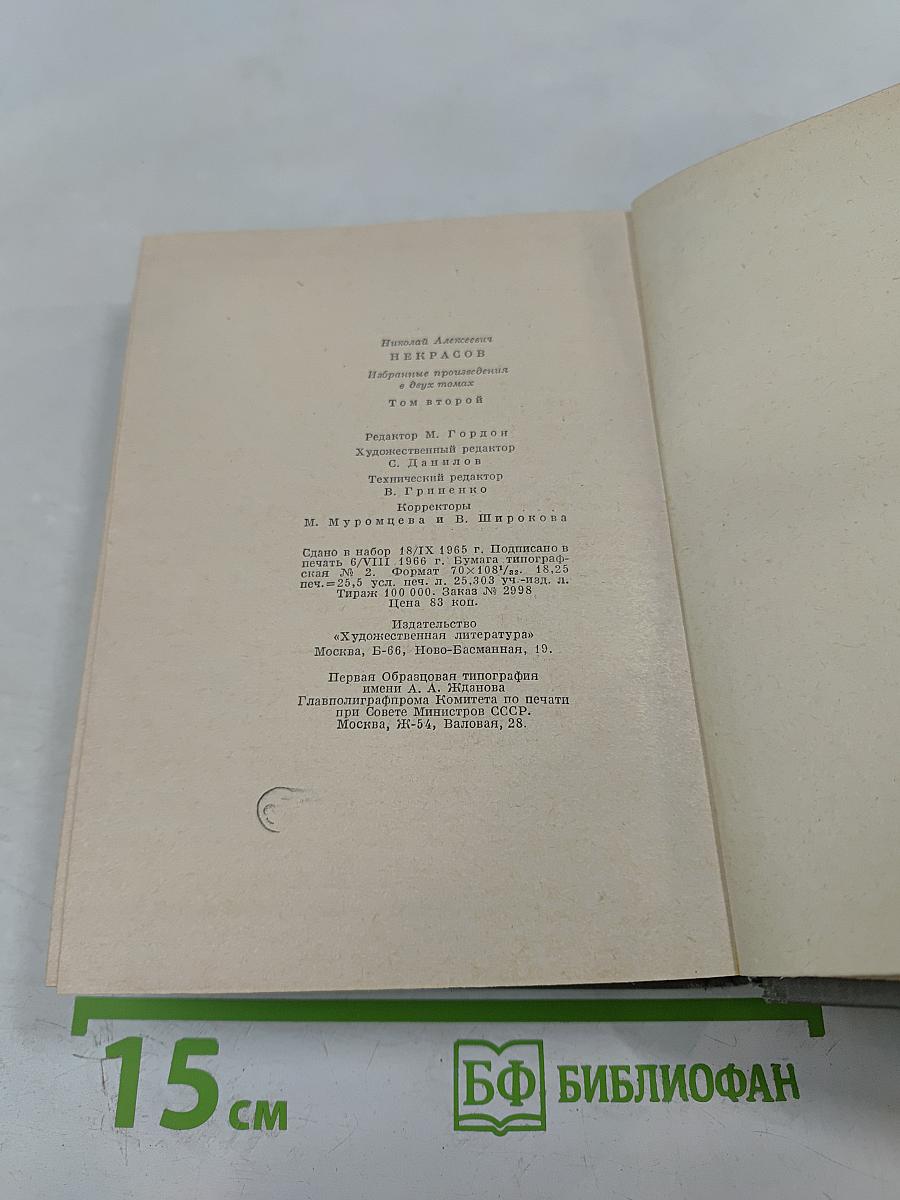 Николай Алексеевич
НЕКРАСОВ
Избранные произведения
в двух томах
Том второй
Редактор М. Гордон
Художественный редактор
С. Данилов
Технический редактор
В. Гриненко
Корректоры
М. Муромцева и В. Широкова
Сдано в набор 18/IX 1965 г. Подписано в
печать 6/VIII 1966 г. Бумага типограф-
ская № 2. Формат 70×108¹/₃₂. 18,25
печ.=25,5 усл. печ. л. 25,303 уч.-изд. л.
Тираж 100 000. Заказ № 2998
Цена 83 коп.
Издательство
«Художественная литература»
Москва, Б-66, Ново-Басманная, 19.
Первая Образцовая типография
имени А. А. Жданова
Главполиграфпрома Комитета по печати
при Совете Министров СССР.
Москва, Ж-54, Валовая, 28.
15 см
БФ БИБЛИОФАН